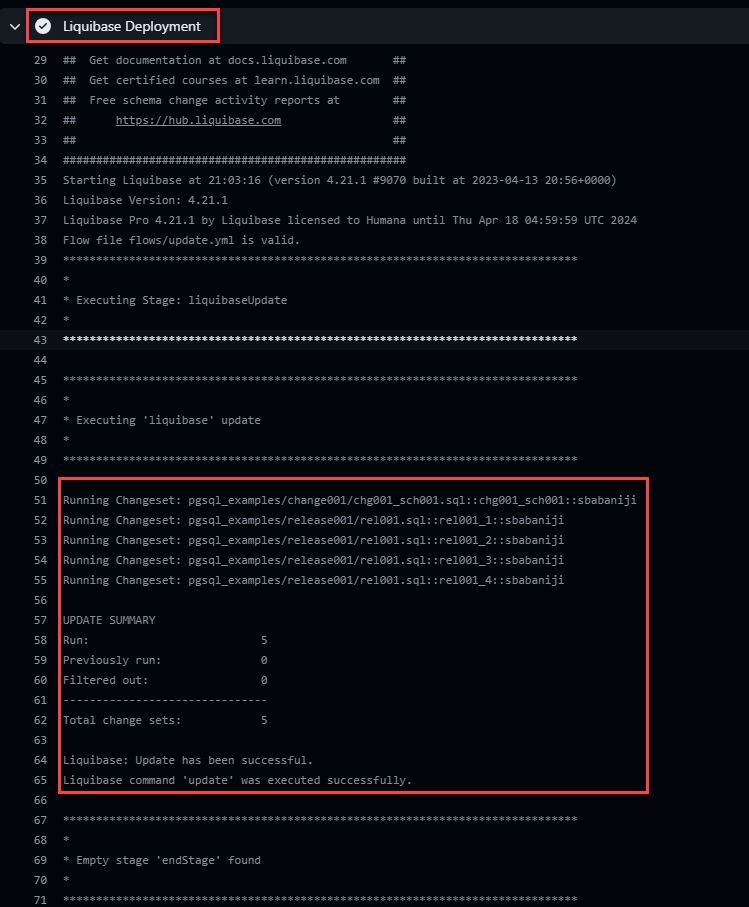 Liquibase Deployment
29 ##  Get documentation at docs.liquibase.com       ##
30 ##  Get certified courses at learn.liquibase.com  ##
31 ##  Free schema change activity reports at        ##
32 ##      https://hub.liquibase.com                 ##
33 ##                                                ##
34 ####################################################
35 Starting Liquibase at 21:03:16 (version 4.21.1 #9070 built at 2023-04-13 20:56+0000)
36 Liquibase Version: 4.21.1
37 Liquibase Pro 4.21.1 by Liquibase licensed to Humana until Thu Apr 18 04:59:59 UTC 2024
38 Flow file flows/update.yml is valid.
39 ******************************************************************************
40 *
41 * Executing Stage: liquibaseUpdate
42 *
43 ******************************************************************************
44
45 ******************************************************************************
46 *
47 * Executing 'liquibase' update
48 *
49 ******************************************************************************
50
51 Running Changeset: pgsql_examples/change001/chg001_sch001.sql::chg001_sch001::sbabaniji
52 Running Changeset: pgsql_examples/release001/rel001.sql::rel001_1::sbabaniji
53 Running Changeset: pgsql_examples/release001/rel001.sql::rel001_2::sbabaniji
54 Running Changeset: pgsql_examples/release001/rel001.sql::rel001_3::sbabaniji
55 Running Changeset: pgsql_examples/release001/rel001.sql::rel001_4::sbabaniji
56
57 UPDATE SUMMARY
58 Run:                          5
59 Previously run:               0
60 Filtered out:                 0
61 -------------------------------
62 Total change sets:            5
63
64 Liquibase: Update has been successful.
65 Liquibase command 'update' was executed successfully.
66
67 ******************************************************************************
68 *
69 * Empty stage 'endStage' found
70 *
71 ******************************************************************************